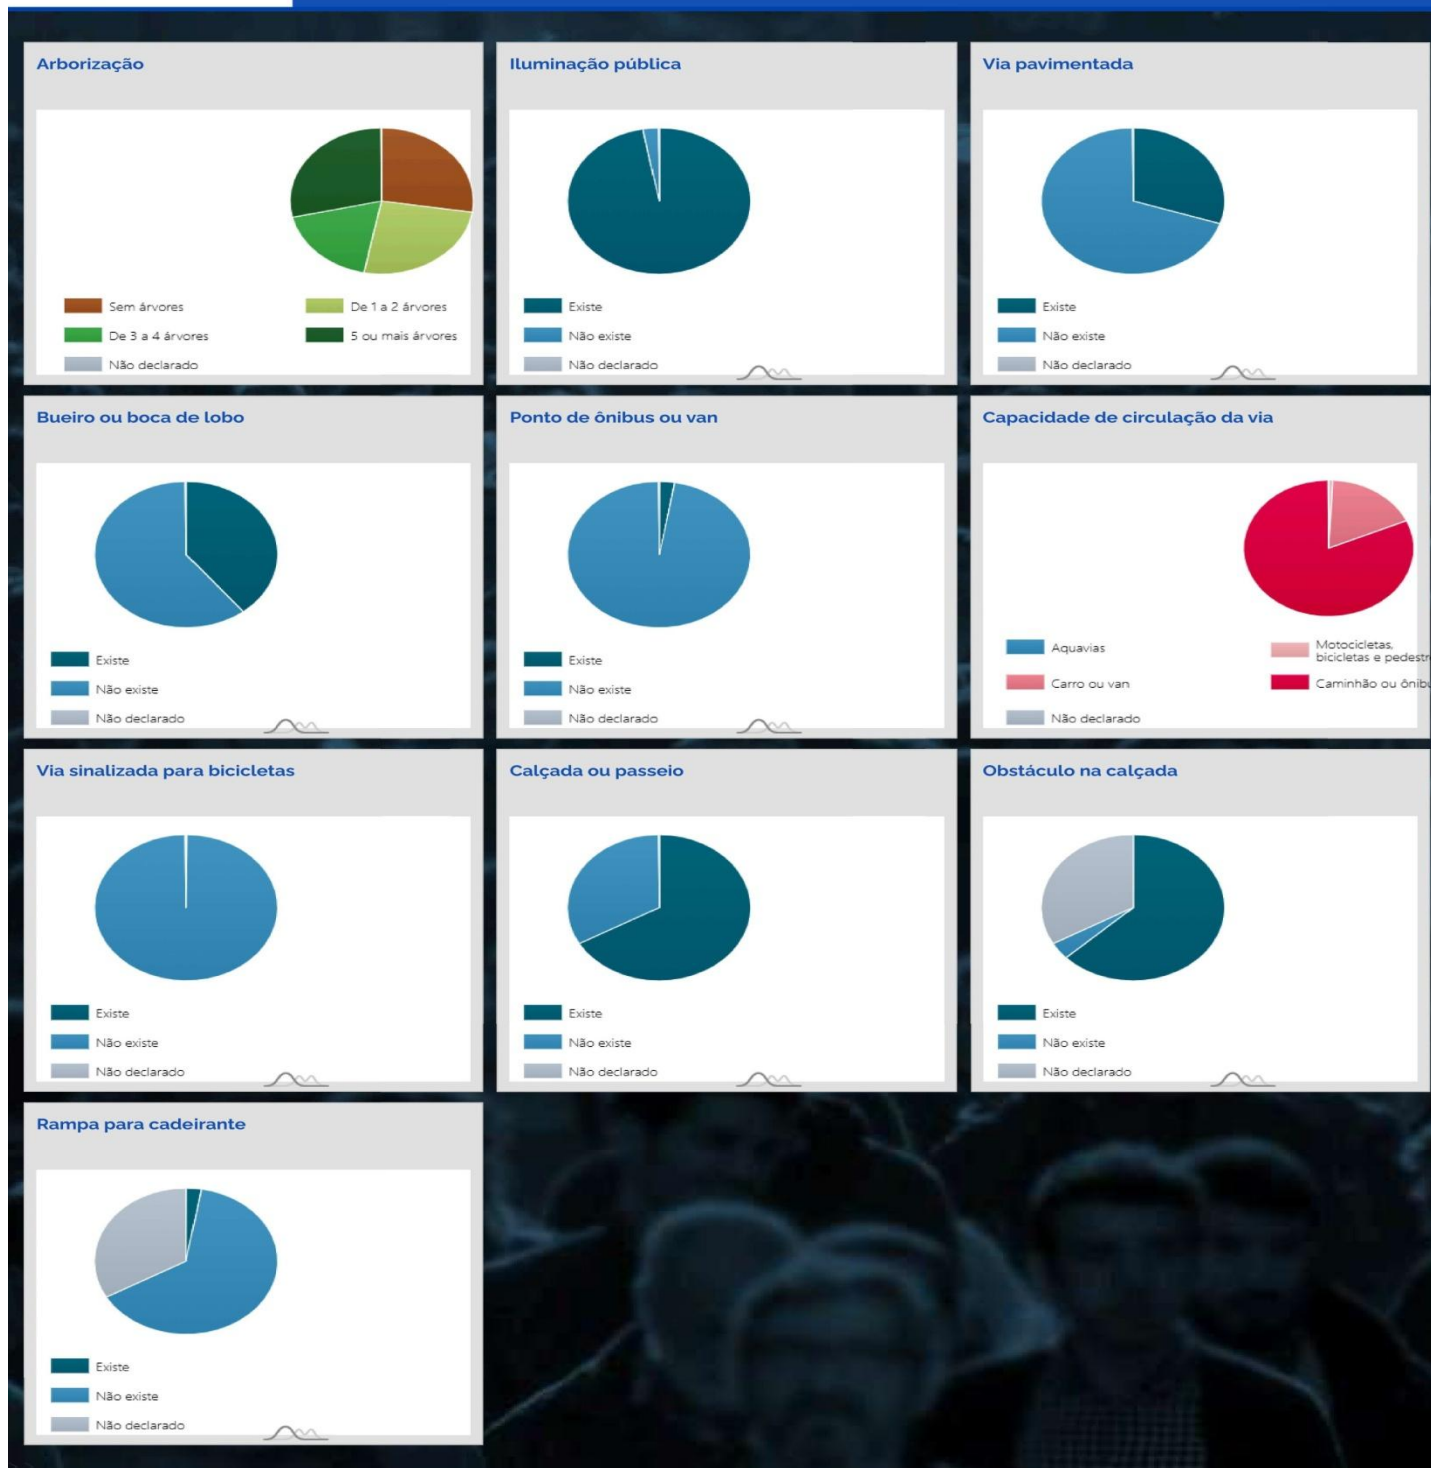 Arborização
Sem árvores
De 1 a 2 árvores
De 3 a 4 árvores
5 ou mais árvores
Não declarado
Iluminação pública
Existe
Não existe
Não declarado
Via pavimentada
Existe
Não existe
Não declarado
Bueiro ou boca de lobo
Existe
Não existe
Não declarado
Ponto de ônibus ou van
Existe
Não existe
Não declarado
Capacidade de circulação da via
Aquavias
Motocicletas,
bicicletas e pedestr
Carro ou van
Caminhão ou ônibu
Não declarado
Via sinalizada para bicicletas
Existe
Não existe
Não declarado
Calçada ou passeio
Existe
Não existe
Não declarado
Obstáculo na calçada
Existe
Não existe
Não declarado
Rampa para cadeirante
Existe
Não existe
Não declarado